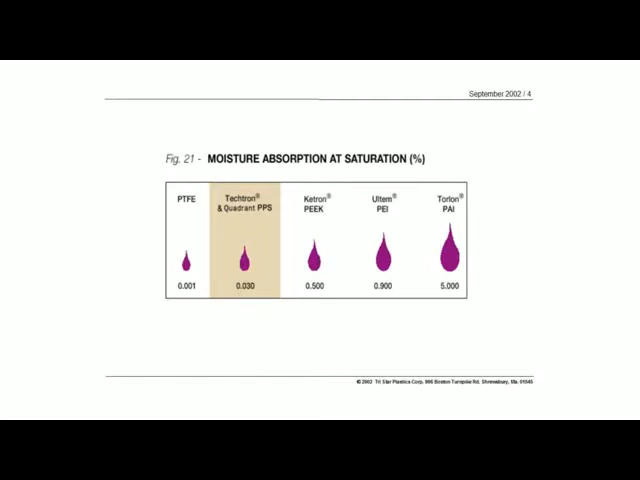 September 2002 / 4
Fig. 21 - MOISTURE ABSORPTION AT SATURATION (%)
PTFE
Techtron®
& Quadrant PPS
Ketron®
PEEK
Ultem®
PEI
Torlon®
PAI
0.001
0.030
0.500
0.900
5.000
© 2002 Tri Star Plastics Corp. 906 Boston Turnpike Rd. Shrewsbury, Ma. 01545